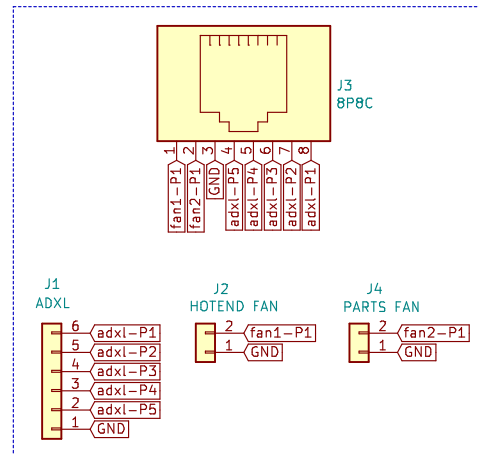 J3
8P8C
1 2 3 4 5 6 7 8
fan1-P1
fan2-P1
GND
adxl-P5
adxl-P4
adxl-P3
adxl-P2
adxl-P1
J1
ADXL
6 adxl-P1
5 adxl-P2
4 adxl-P3
3 adxl-P4
2 adxl-P5
1 GND
J2
HOTEND FAN
2 fan1-P1
1 GND
J4
PARTS FAN
2 fan2-P1
1 GND